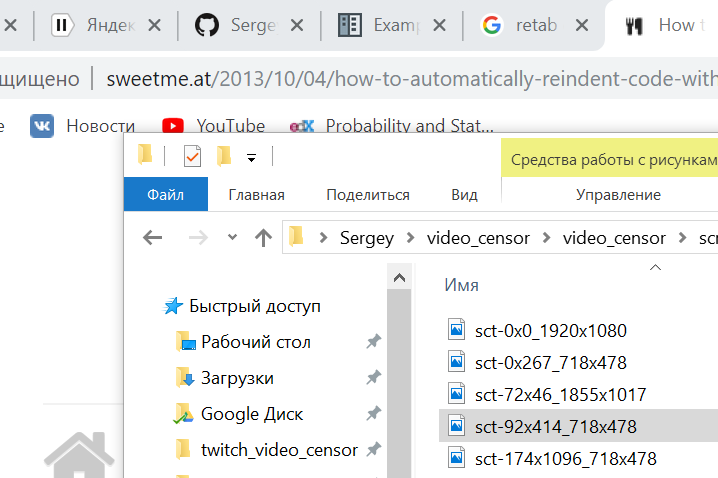 Яндек
Serge
Examp
retab
How t
щищено
sweetme.at/2013/10/04/how-to-automatically-reindent-code-with
Новости
YouTube
Probability and Stat...
Средства работы с рисункам
Файл
Главная
Поделиться
Вид
Управление
Sergey
video_censor
video_censor
scr
Быстрый доступ
Рабочий стол
Загрузки
Google Диск
twitch_video_censor
Имя
sct-0x0_1920x1080
sct-0x267_718x478
sct-72x46_1855x1017
sct-92x414_718x478
sct-174x1096_718x478